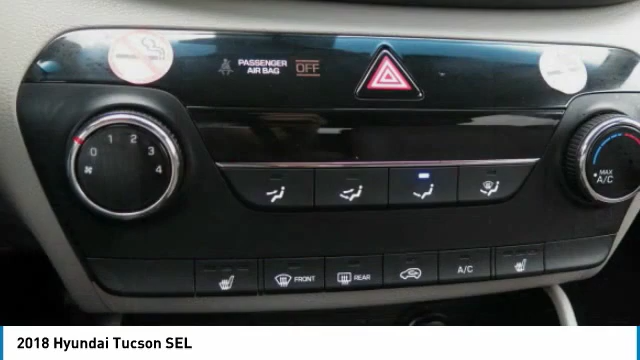 PASSENGER
AIR BAG OFF
0 1 2 3 4
MAX
A/C
FRONT
REAR
A/C
2018 Hyundai Tucson SEL